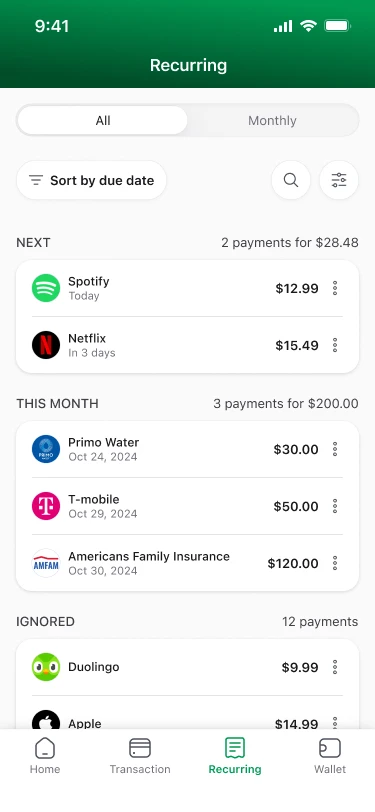 9:41
Recurring
All Monthly
Sort by due date
NEXT 2 payments for $28.48
Spotify
Today
$12.99
Netflix
In 3 days
$15.49
THIS MONTH 3 payments for $200.00
PRIMO
Primo Water
Oct 24, 2024
$30.00
T
T-mobile
Oct 29, 2024
$50.00
AMFAM
Americans Family Insurance
Oct 30, 2024
$120.00
IGNORED 12 payments
Duolingo
$9.99
Apple
$14.99
Home Transaction Recurring Wallet